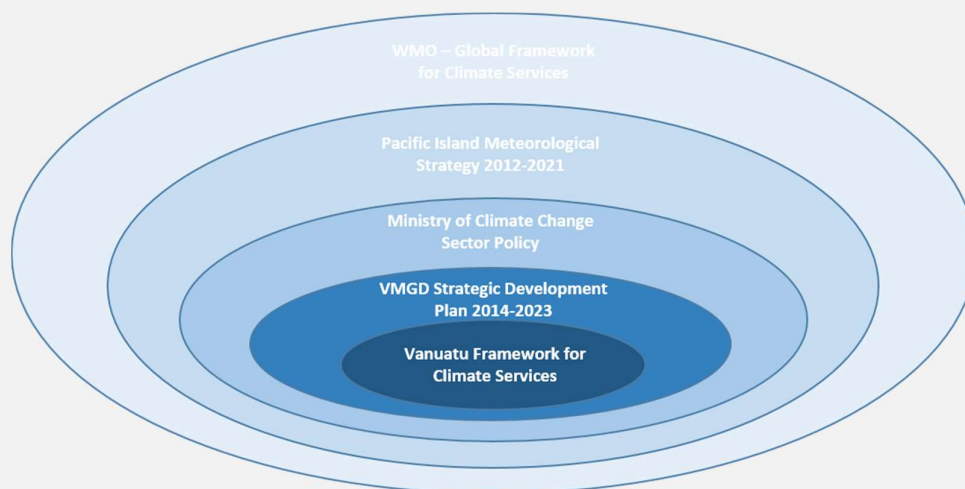 WMO – Global Framework
for Climate Services
Pacific Island Meteorological
Strategy 2012-2021
Ministry of Climate Change
Sector Policy
VMGD Strategic Development
Plan 2014-2023
Vanuatu Framework for
Climate Services